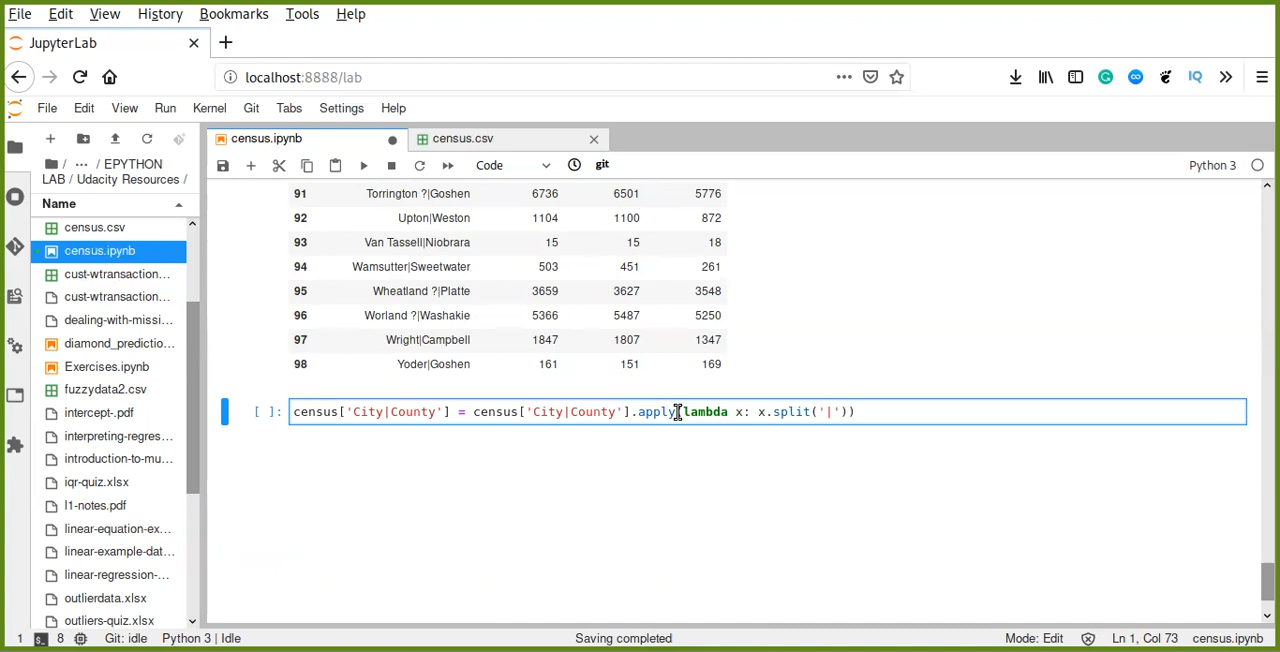 File Edit View History Bookmarks Tools Help
JupyterLab
localhost:8888/lab
IQ
File Edit View Run Kernel Git Tabs Settings Help
/ ··· / EPYTHON
LAB / Udacity Resources /
Name
census.csv
census.ipynb
cust-wtransaction...
cust-wtransaction...
dealing-with-missi...
diamond_predictio...
Exercises.ipynb
fuzzydata2.csv
intercept-.pdf
interpreting-regres...
introduction-to-mu...
iqr-quiz.xlsx
l1-notes.pdf
linear-equation-ex...
linear-example-dat...
linear-regression-...
outlierdata.xlsx
outliers-quiz.xlsx
census.ipynb
census.csv
Code
git
Python 3
91 Torrington ?|Goshen 6736 6501 5776
92 Upton|Weston 1104 1100 872
93 Van Tassell|Niobrara 15 15 18
94 Wamsutter|Sweetwater 503 451 261
95 Wheatland ?|Platte 3659 3627 3548
96 Worland ?|Washakie 5366 5487 5250
97 Wright|Campbell 1847 1807 1347
98 Yoder|Goshen 161 151 169
[ ]: census['City|County'] = census['City|County'].apply(lambda x: x.split('|'))
1 8 Git: idle Python 3 | Idle Saving completed Mode: Edit Ln 1, Col 73 census.ipynb